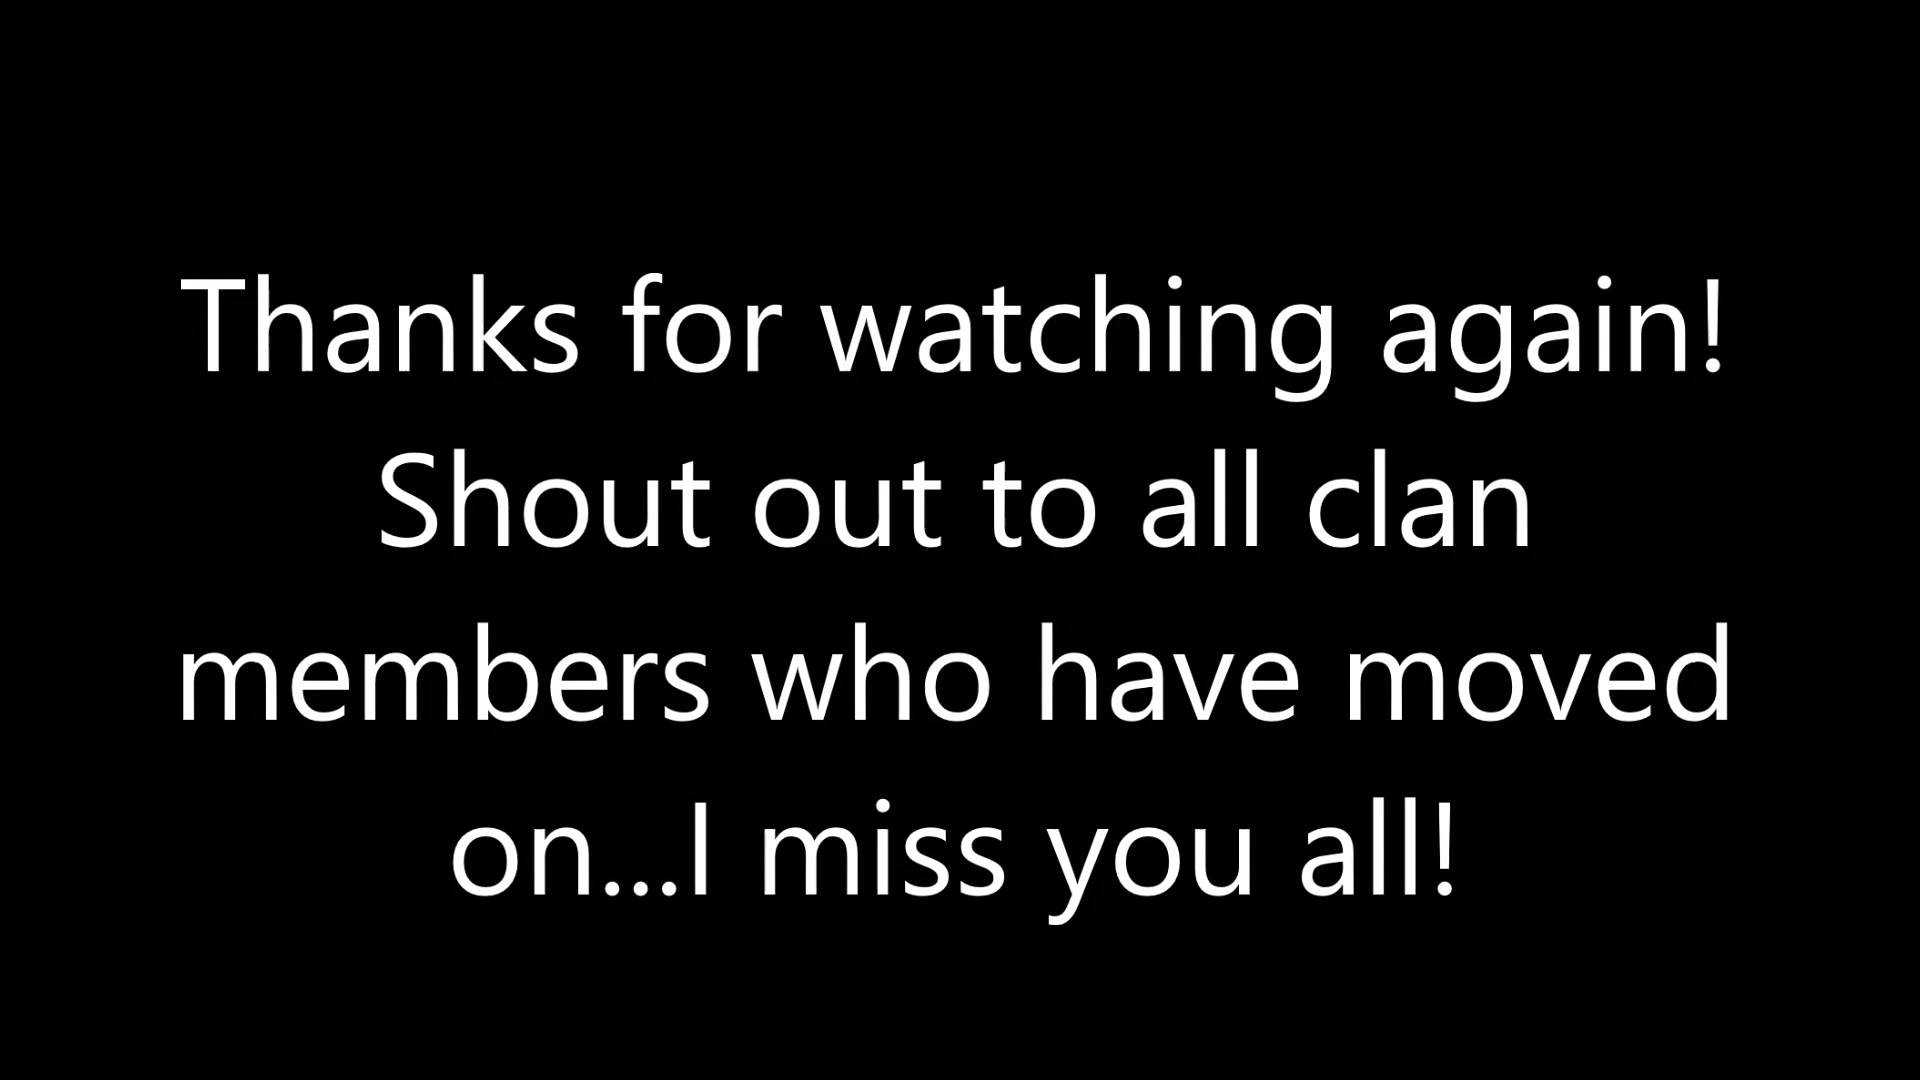 Thanks for watching again!
Shout out to all clan
members who have moved
on...I miss you all!